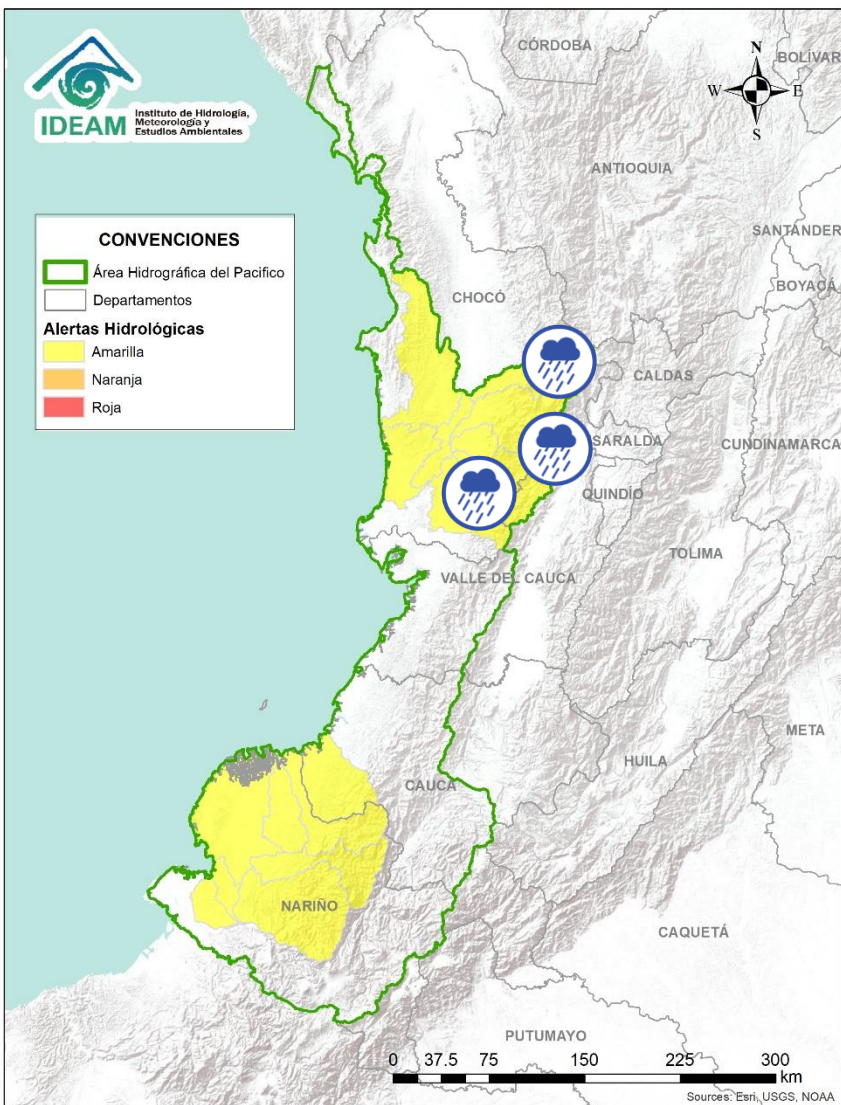 IDEAM
Instituto de Hidrología,
Meteorología y
Estudios Ambientales
CONVENCIONES
Área Hidrográfica del Pacifico
Departamentos
Alertas Hidrológicas
Amarilla
Naranja
Roja
N
W
E
S
CÓRDOBA
BOLÍVAR
ANTIOQUIA
SANTANDER
BOYACÁ
CHOCÓ
CALDAS
SARALDA
CUNDINAMARCA
QUINDÍO
TOLIMA
VALLE DEL CAUCA
META
HUILA
CAUCA
NARIÑO
CAQUETÁ
PUTUMAYO
0 37.5 75 150 225 300
km
Sources: Esri, USGS, NOAA